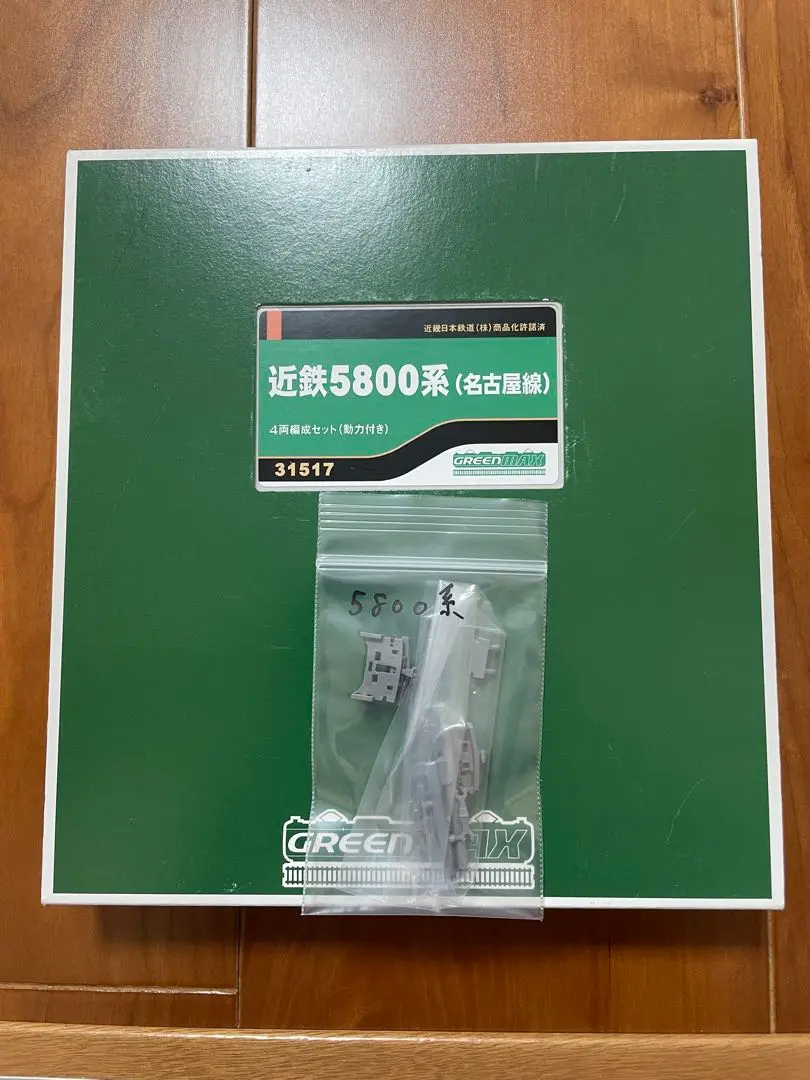 近畿日本鉄道(株)商品化許諾済
近鉄5800系(名古屋線)
4両編成セット(動力付き)
31517
GREENMAX
5800系
GREENMAX